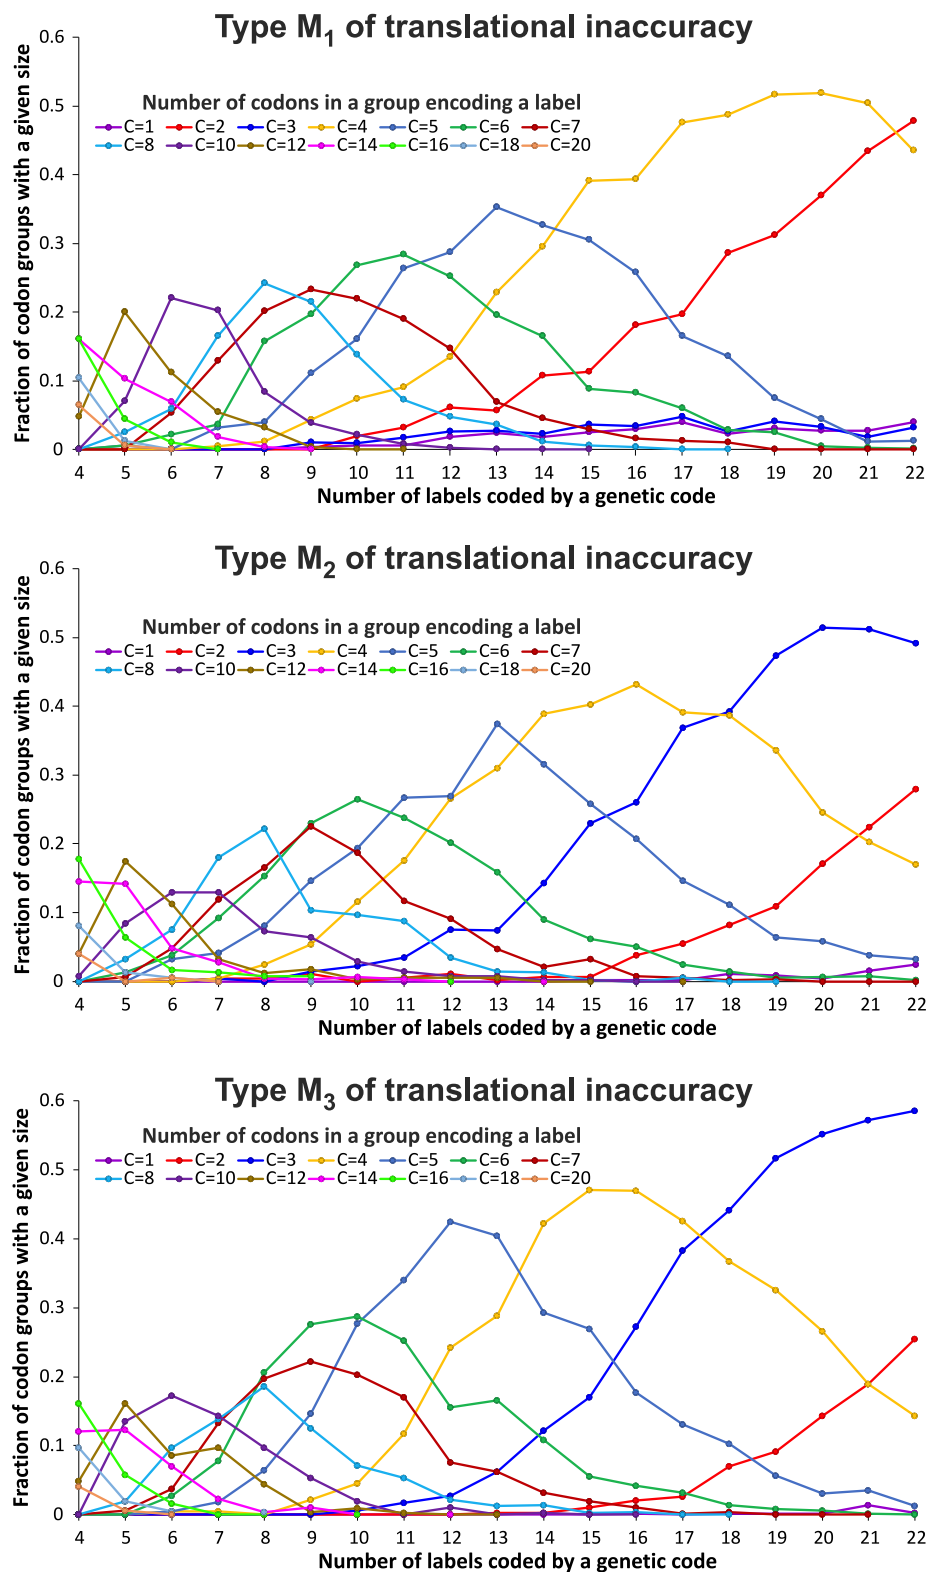 Type M1 of translational inaccuracy
Number of codons in a group encoding a label
C=1 C=2 C=3 C=4 C=5 C=6 C=7
C=8 C=10 C=12 C=14 C=16 C=18 C=20
Fraction of codon groups with a given size
0.6
0.5
0.4
0.3
0.2
0.1
0
4 5 6 7 8 9 10 11 12 13 14 15 16 17 18 19 20 21 22
Number of labels coded by a genetic code
Type M2 of translational inaccuracy
Number of codons in a group encoding a label
C=1 C=2 C=3 C=4 C=5 C=6 C=7
C=8 C=10 C=12 C=14 C=16 C=18 C=20
Fraction of codon groups with a given size
0.6
0.5
0.4
0.3
0.2
0.1
0
4 5 6 7 8 9 10 11 12 13 14 15 16 17 18 19 20 21 22
Number of labels coded by a genetic code
Type M3 of translational inaccuracy
Number of codons in a group encoding a label
C=1 C=2 C=3 C=4 C=5 C=6 C=7
C=8 C=10 C=12 C=14 C=16 C=18 C=20
Fraction of codon groups with a given size
0.6
0.5
0.4
0.3
0.2
0.1
0
4 5 6 7 8 9 10 11 12 13 14 15 16 17 18 19 20 21 22
Number of labels coded by a genetic code